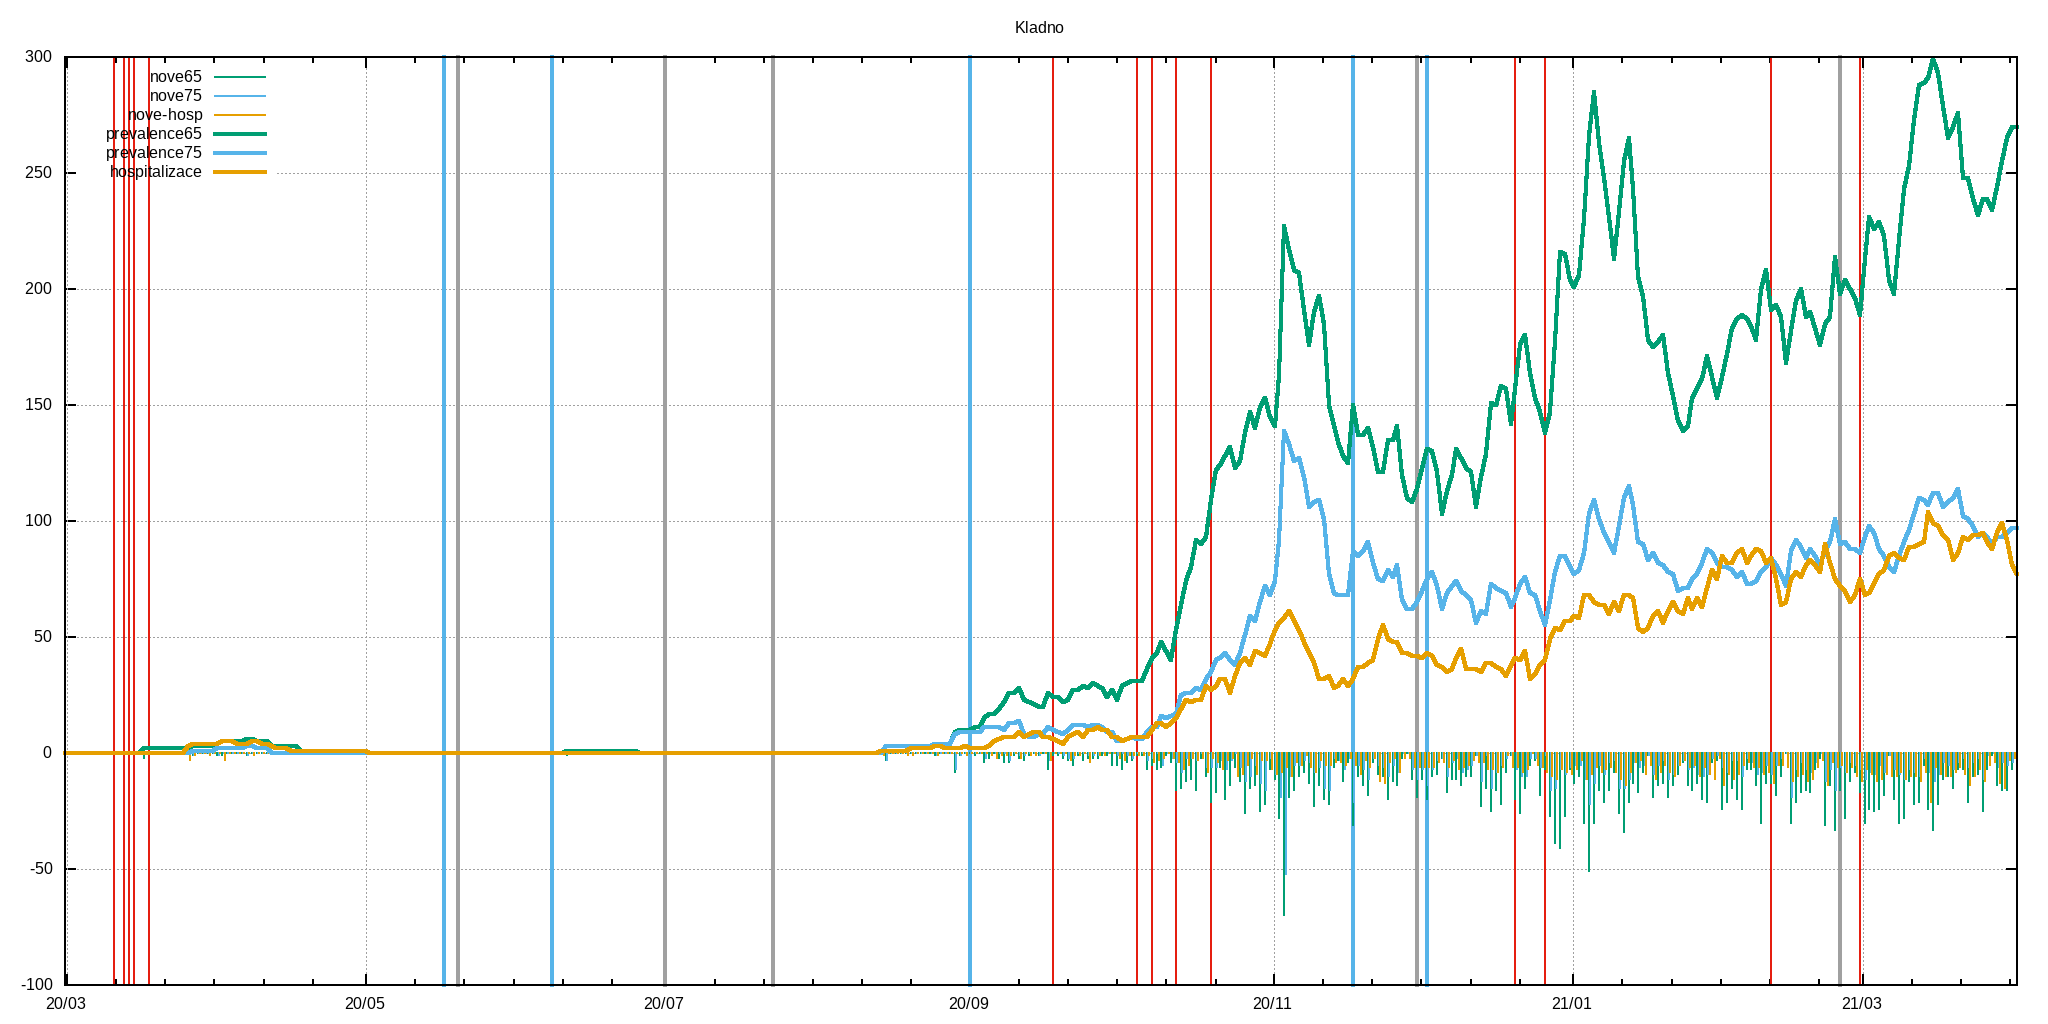 Kladno
300
nove65
nove75
nove-hosp
prevalence65
prevalence75
hospitalizace
250
200
150
100
50
0
-50
-100
20/03 20/05 20/07 20/09 20/11 21/01 21/03